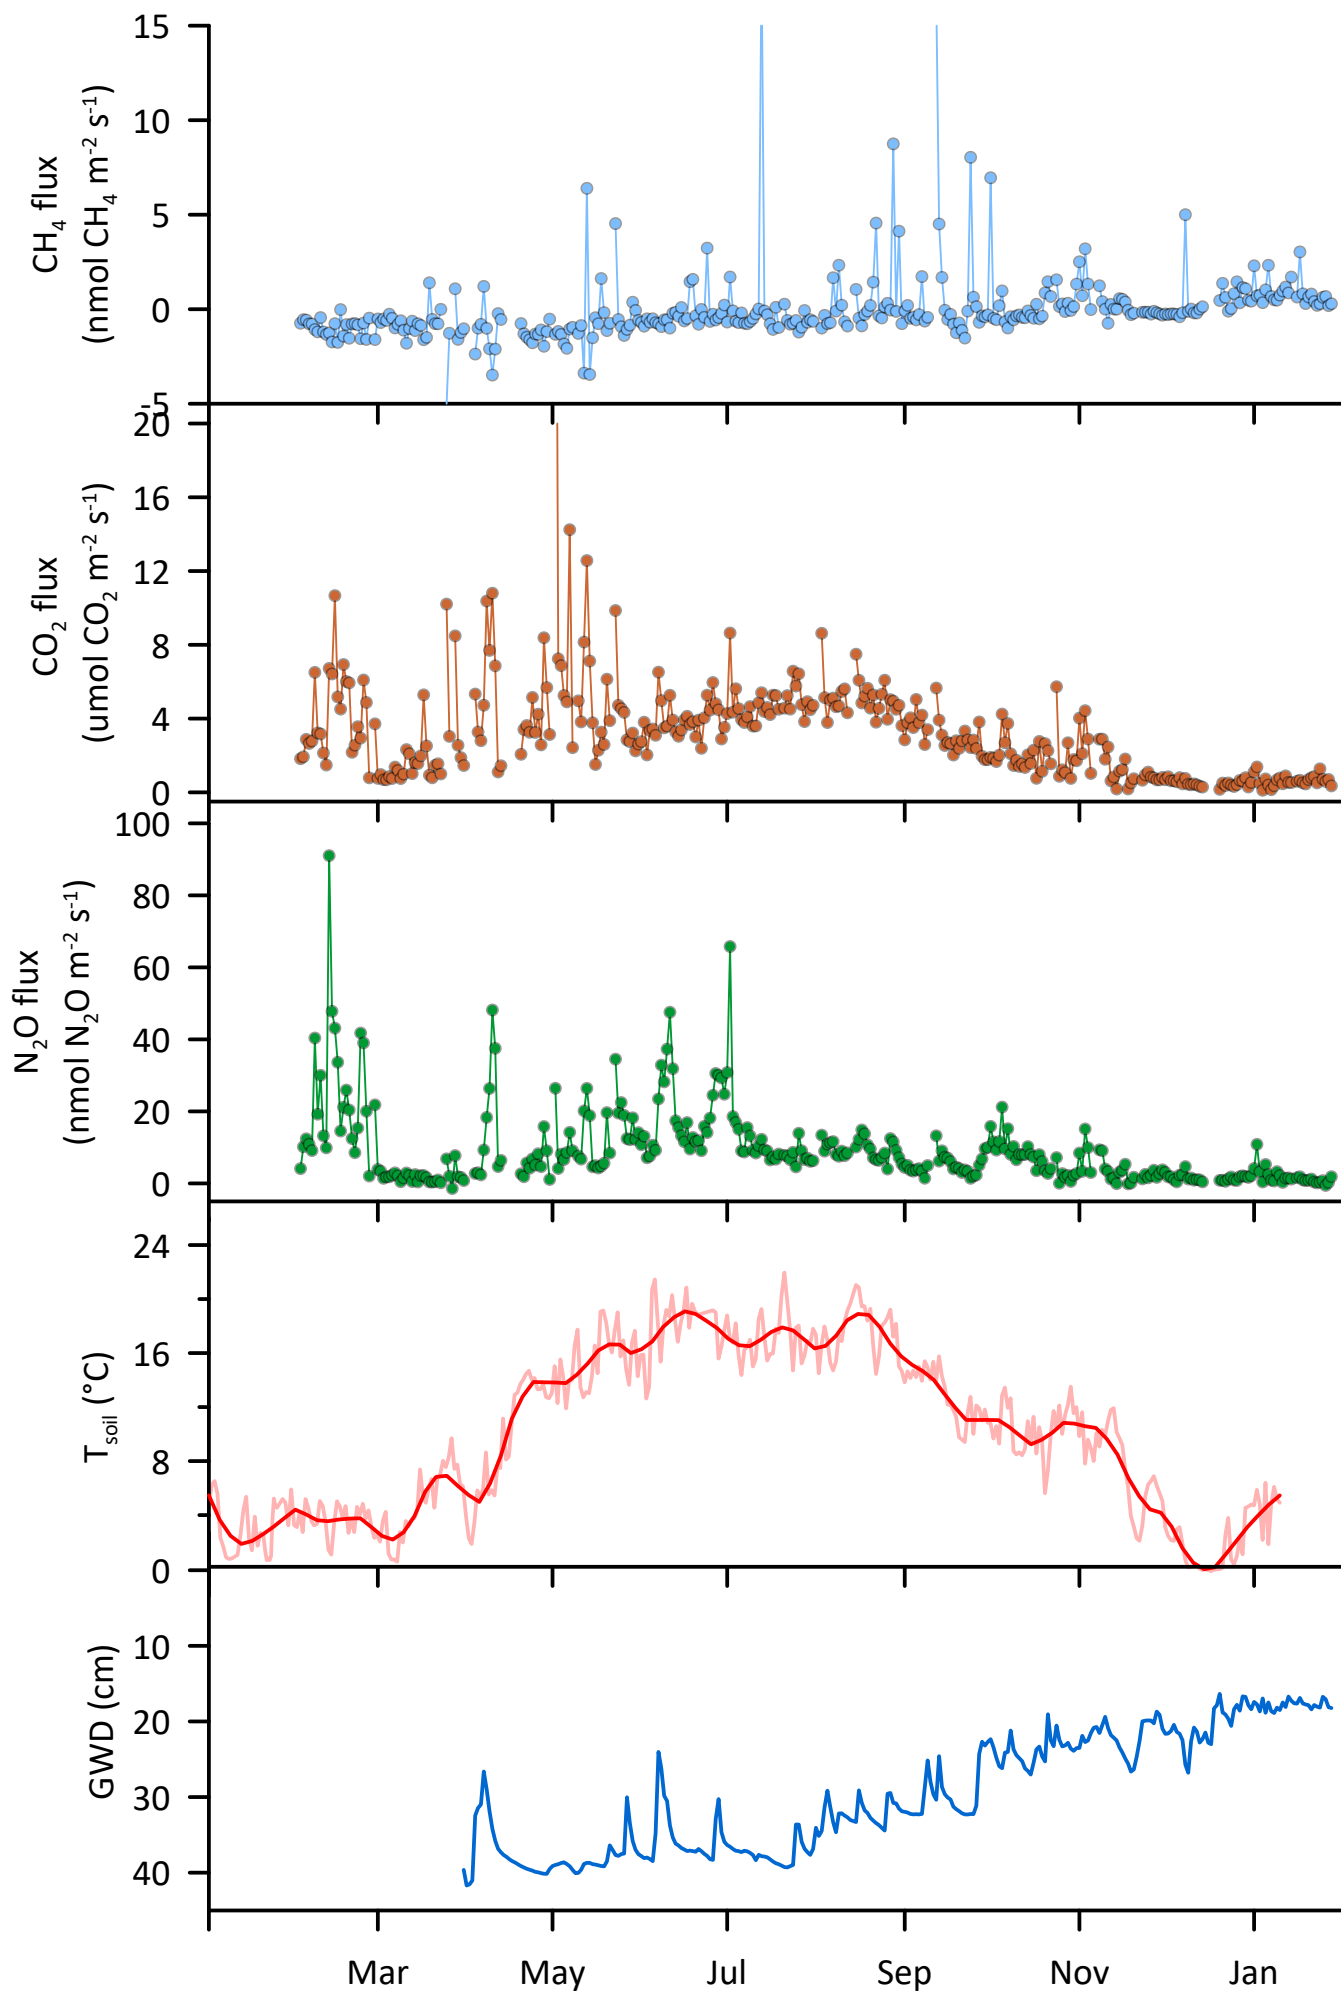 15
10
5
0
-5
CH₄ flux
(nmol CH₄ m⁻² s⁻¹)
20
16
12
8
4
0
CO₂ flux
(umol CO₂ m⁻² s⁻¹)
100
80
60
40
20
0
N₂O flux
(nmol N₂O m⁻² s⁻¹)
24
16
8
0
T_soil (°C)
10
20
30
40
GWD (cm)
Mar May Jul Sep Nov Jan